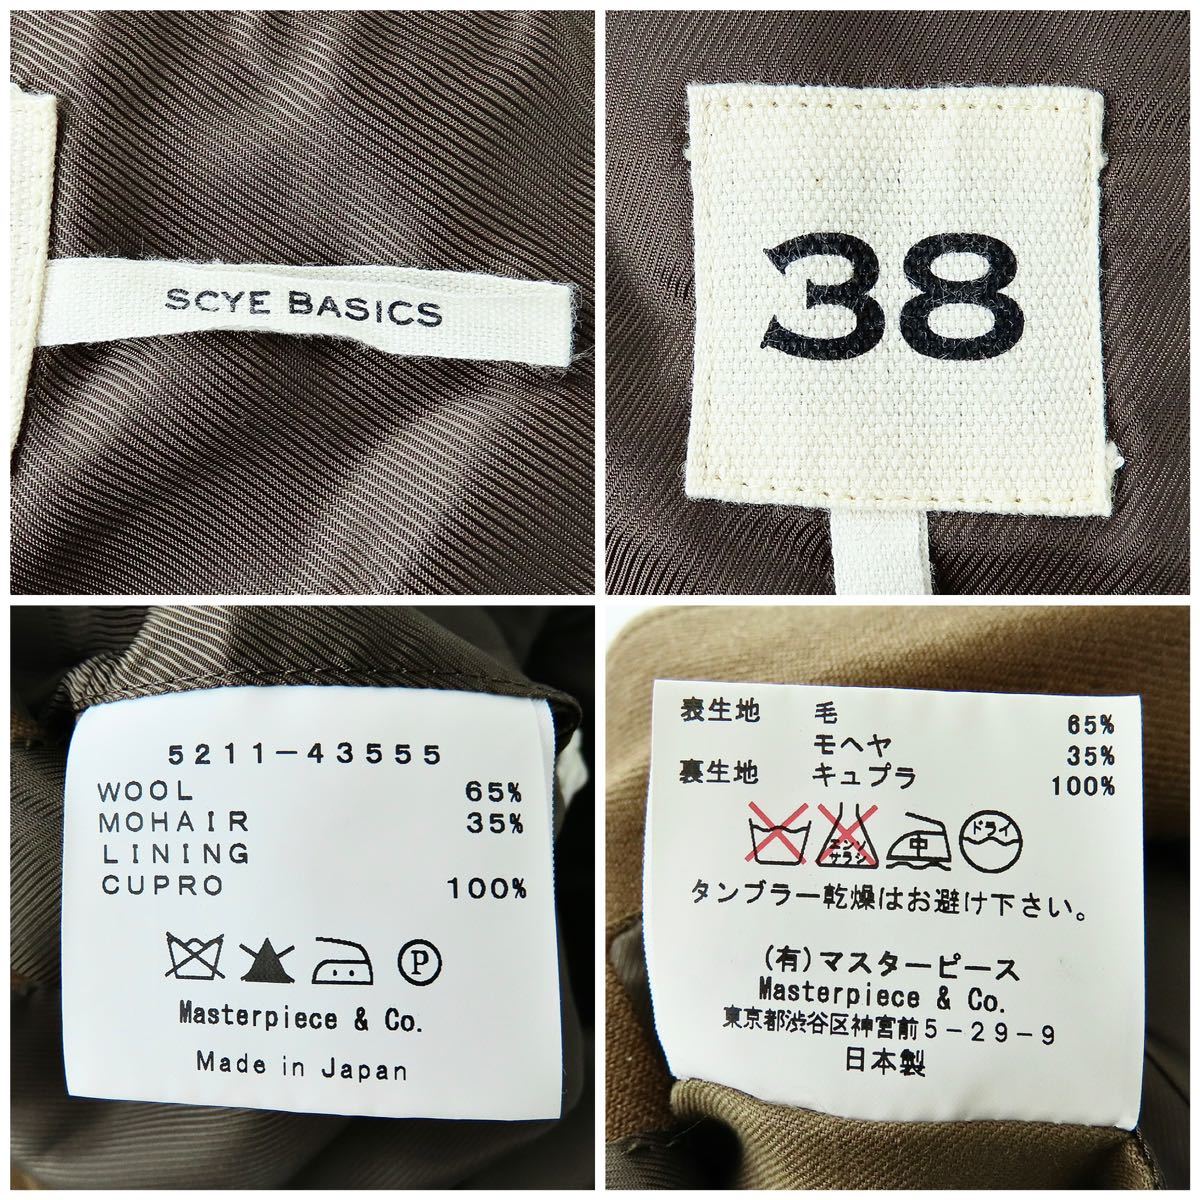 SCYE BASICS
38
5211-43555
WOOL 65%
MOHAIR 35%
LINING
CUPRO 100%
P
Masterpiece & Co.
Made in Japan
表生地 毛 65%
モヘヤ 35%
裏生地 キュプラ 100%
エンソサラシ 中 ドライ
タンブラー乾燥はお避け下さい。
(有)マスターピース
Masterpiece & Co.
東京都渋谷区神宮前5-29-9
日本製